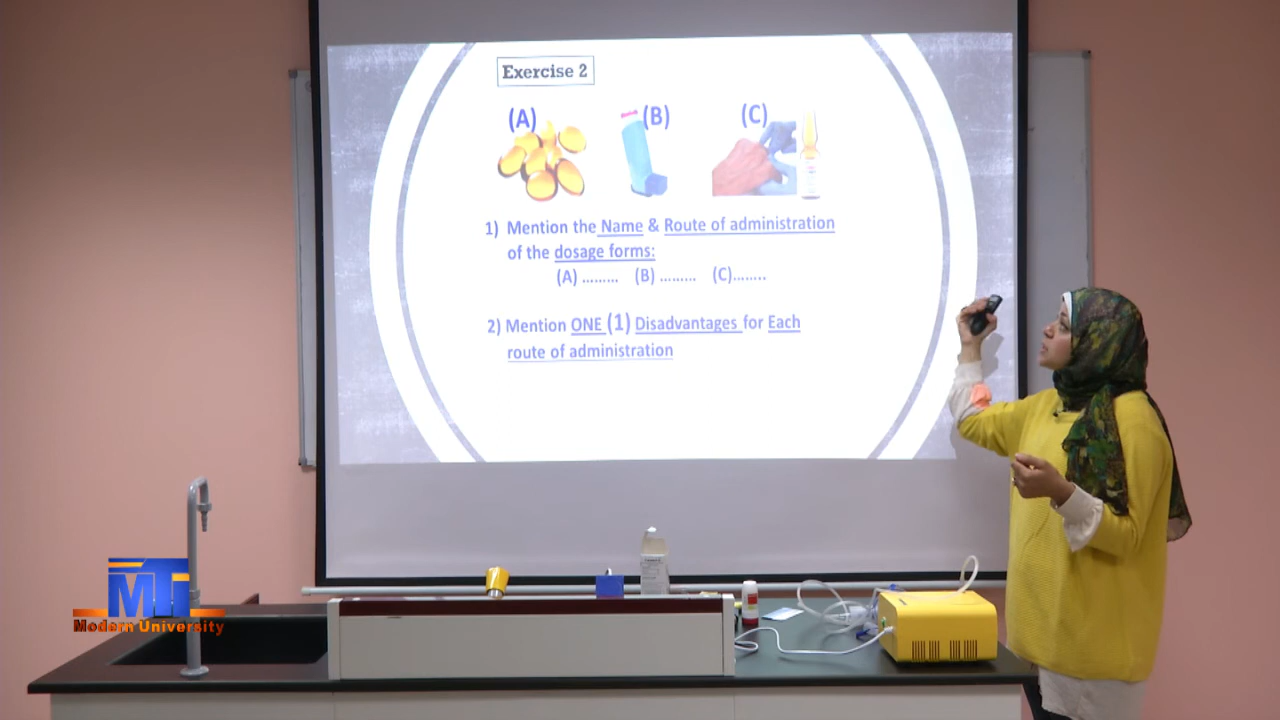 Exercise 2
(A) (B) (C)
1) Mention the Name & Route of administration
of the dosage forms:
(A) ......... (B) ......... (C)........
2) Mention ONE (1) Disadvantages for Each
route of administration
MTI
Modern University